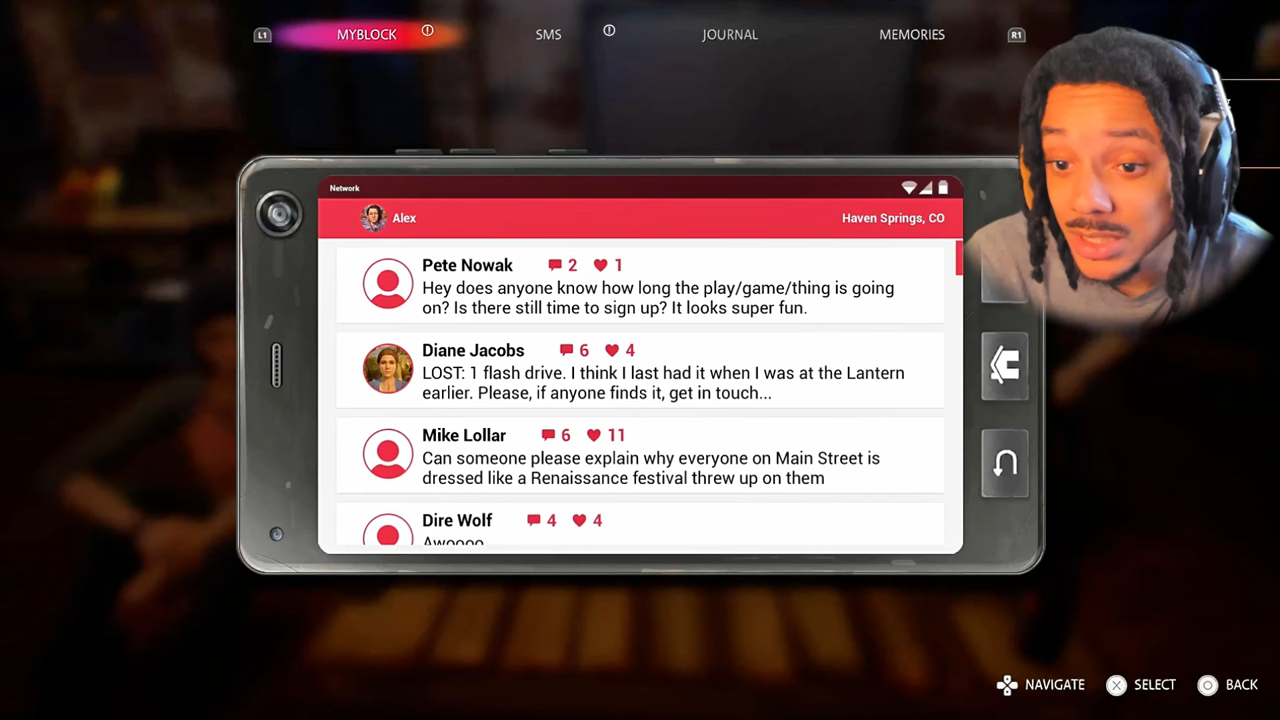 L1 MYBLOCK SMS JOURNAL MEMORIES R1
Network
Alex Haven Springs, CO
Pete Nowak 2 1
Hey does anyone know how long the play/game/thing is going
on? Is there still time to sign up? It looks super fun.
Diane Jacobs 6 4
LOST: 1 flash drive. I think I last had it when I was at the Lantern
earlier. Please, if anyone finds it, get in touch...
Mike Lollar 6 11
Can someone please explain why everyone on Main Street is
dressed like a Renaissance festival threw up on them
Dire Wolf 4 4
Awoooo
NAVIGATE SELECT BACK